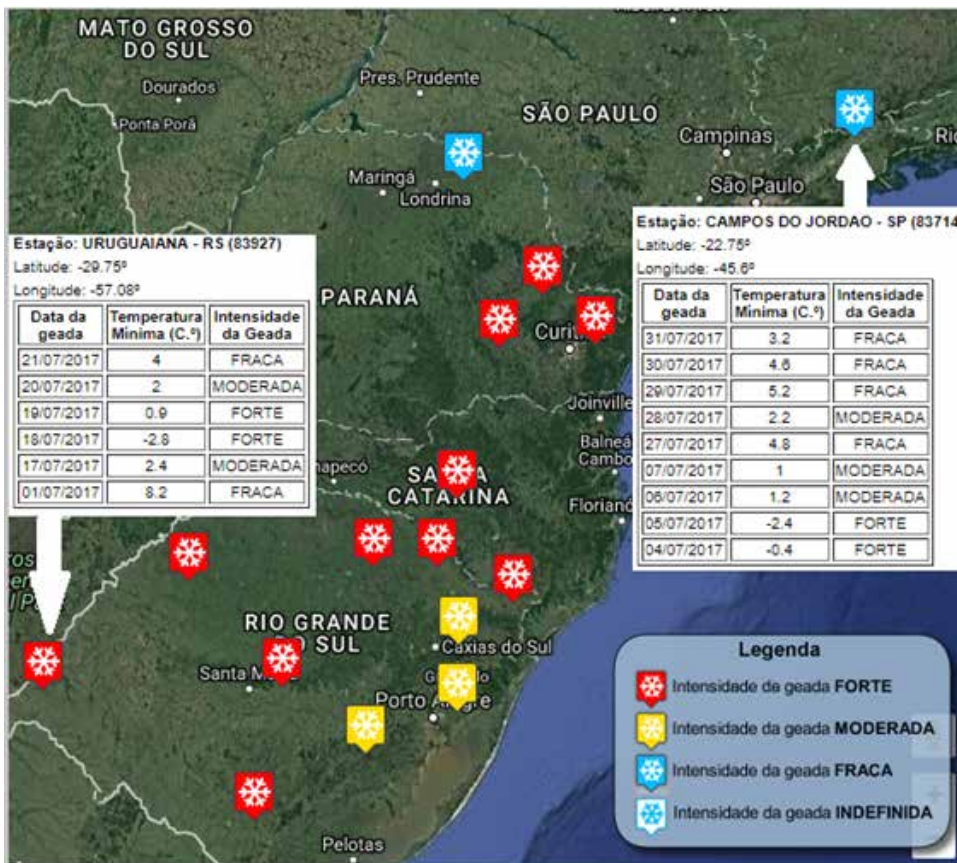 MATO GROSSO
DO SUL
Dourados
Ponta Porã
Pres. Prudente
SÃO PAULO
Campinas
São Paulo
Maringá
Londrina
Estação: URUGUAIANA - RS (83927)
Latitude: -29.75º
Longitude: -57.08º
Data da geada Temperatura Minima (C.º) Intensidade da Geada
21/07/2017 4 FRACA
20/07/2017 2 MODERADA
19/07/2017 0.9 FORTE
18/07/2017 -2.8 FORTE
17/07/2017 2.4 MODERADA
01/07/2017 8.2 FRACA
Estação: CAMPOS DO JORDAO - SP (83714
Latitude: -22.75º
Longitude: -45.6º
Data da geada Temperatura Minima (C.º) Intensidade da Geada
31/07/2017 3.2 FRACA
30/07/2017 4.6 FRACA
29/07/2017 5.2 FRACA
28/07/2017 2.2 MODERADA
27/07/2017 4.8 FRACA
07/07/2017 1 MODERADA
06/07/2017 1.2 MODERADA
05/07/2017 -2.4 FORTE
04/07/2017 -0.4 FORTE
PARANÁ
Joinville
CATARINA
RIO GRANDE
DO SUL
Caxias do Sul
Porto Alegre
Pelotas
Legenda
Intensidade da geada FORTE
Intensidade da geada MODERADA
Intensidade da geada FRACA
Intensidade da geada INDEFINIDA